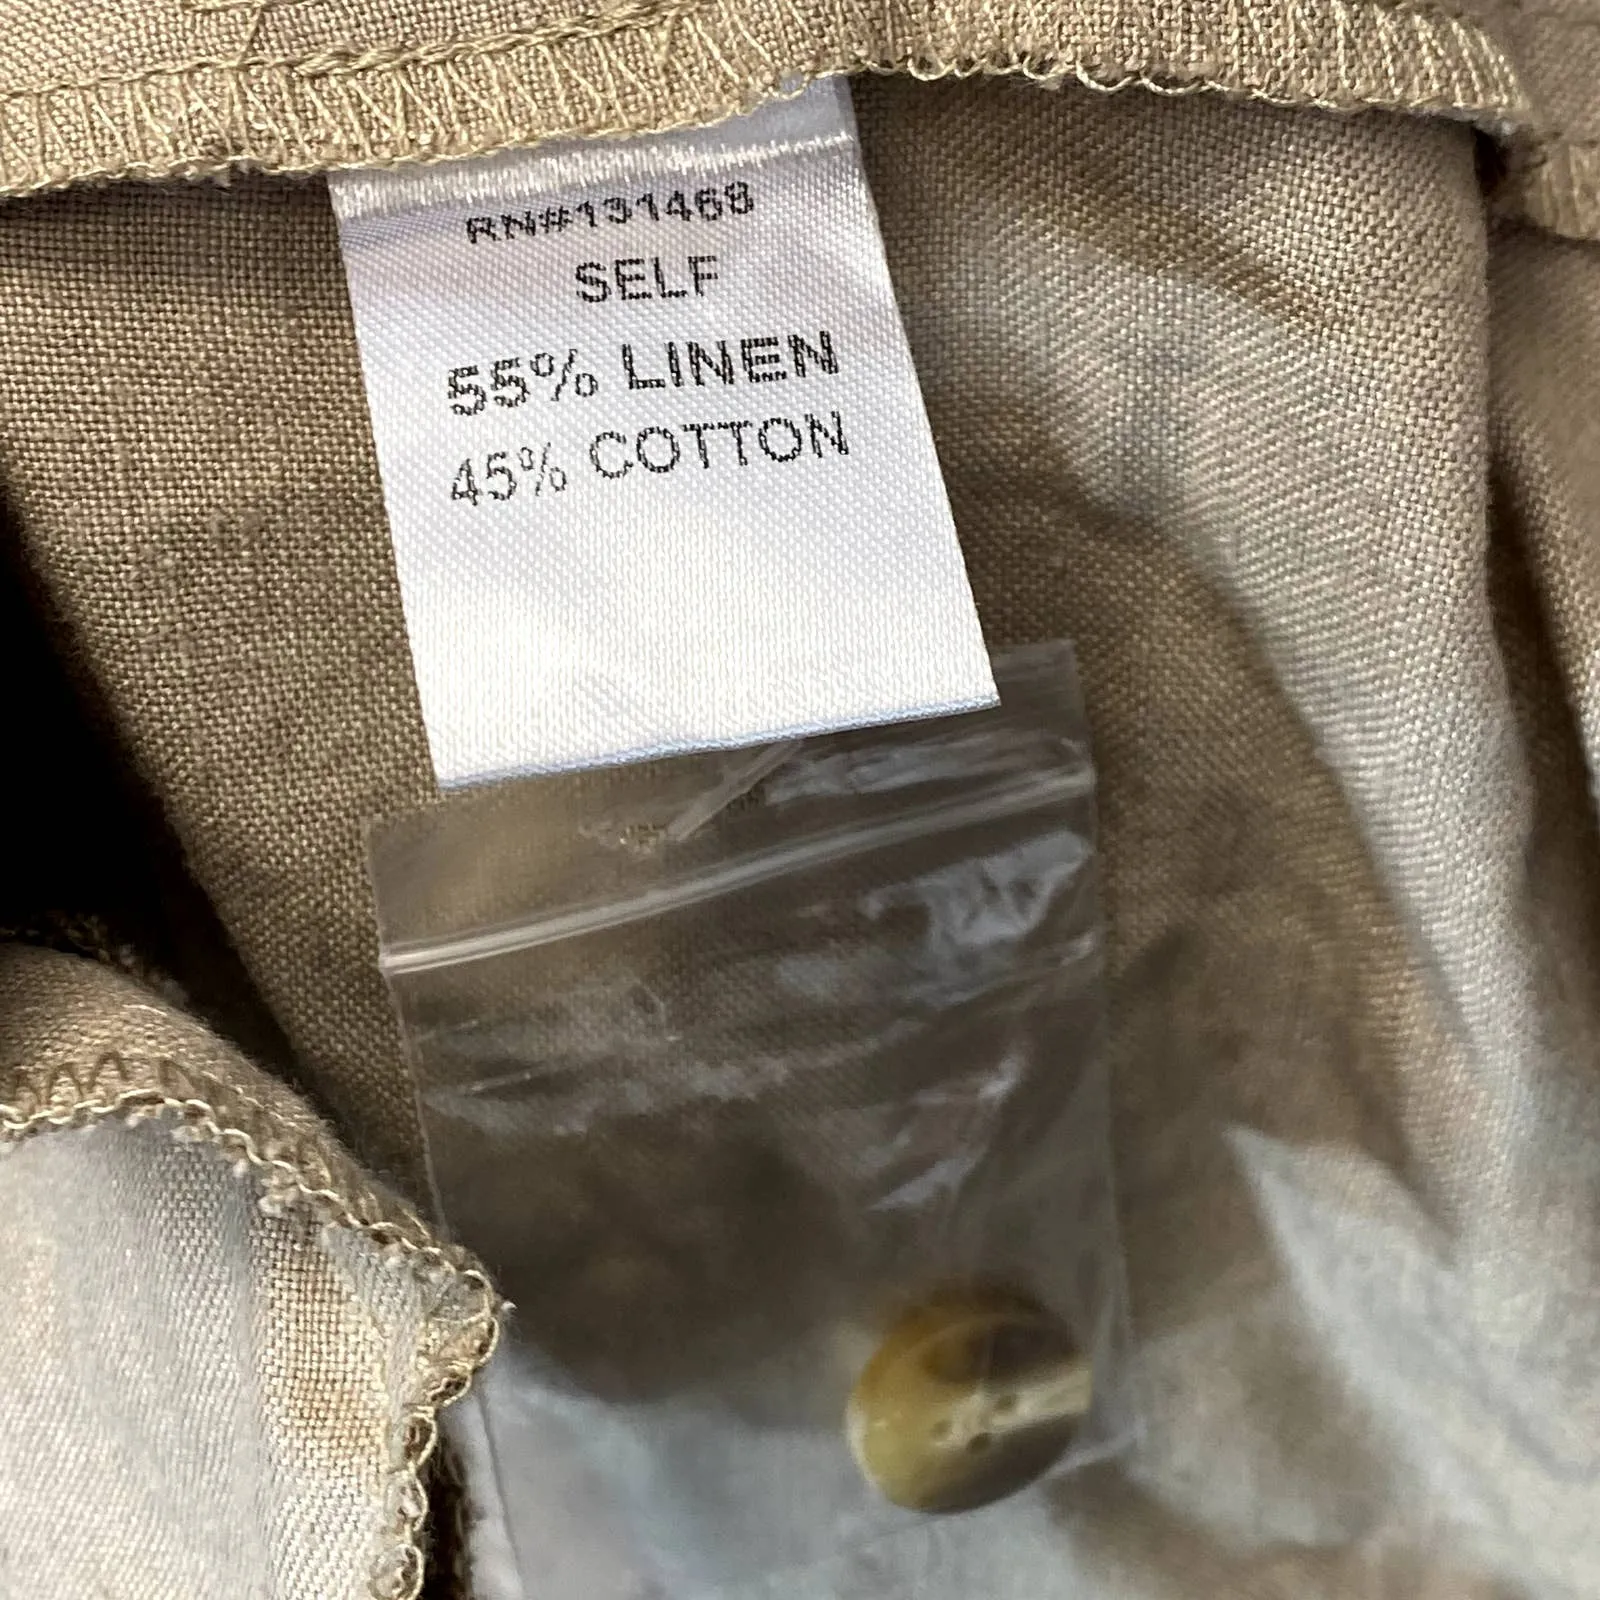 RN#131468
SELF
55% LINEN
45% COTTON